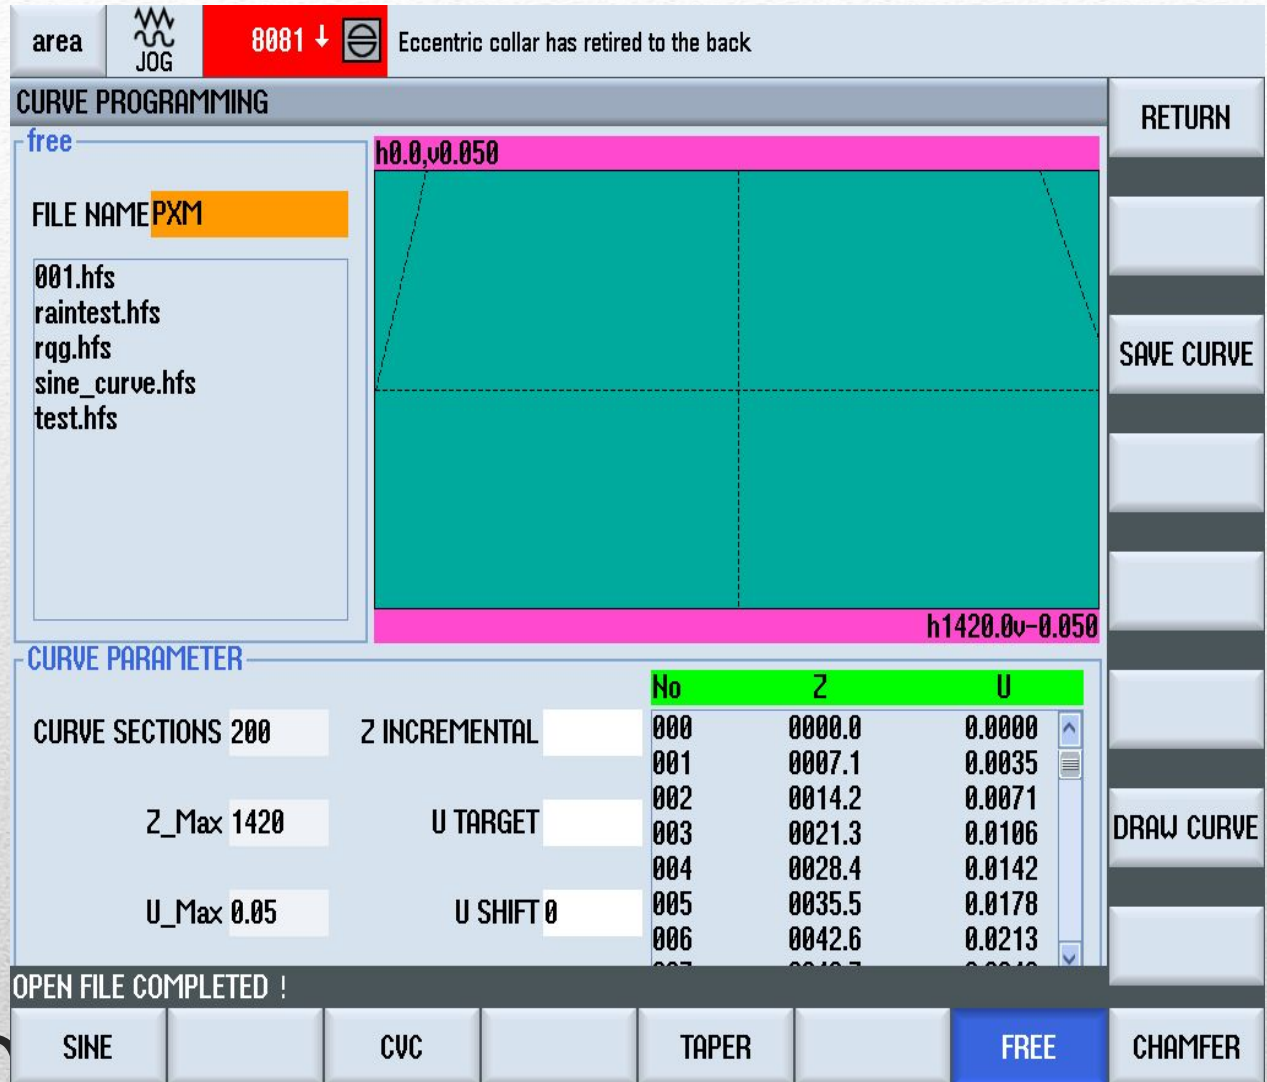 area
JOG
8081 ↓
Eccentric collar has retired to the back
CURVE PROGRAMMING
RETURN
free
h0.0,v0.050
FILE NAME PXM
001.hfs
raintest.hfs
rqg.hfs
sine_curve.hfs
test.hfs
SAVE CURVE
h1420.0v-0.050
CURVE PARAMETER
No Z U
CURVE SECTIONS 200 Z INCREMENTAL
000 0000.0 0.0000
001 0007.1 0.0035
002 0014.2 0.0071
Z_Max 1420 U TARGET
003 0021.3 0.0106
DRAW CURVE
004 0028.4 0.0142
005 0035.5 0.0178
U_Max 0.05 U SHIFT 0
006 0042.6 0.0213
OPEN FILE COMPLETED !
SINE CVC TAPER FREE CHAMFER